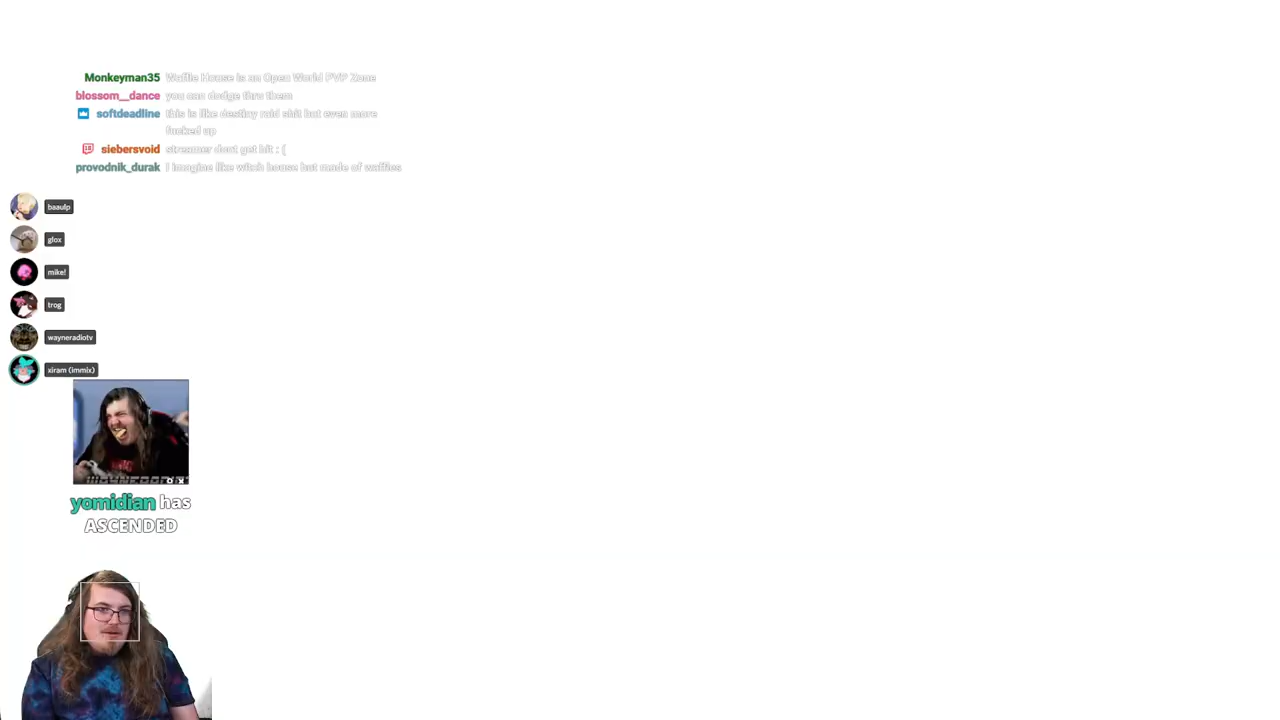 Monkeyman35 Waffle House is an Open World PVP Zone
blossom__dance you can dodge thru them
softdeadline this is like destiny raid shit but even more
fucked up
siebersvoid streamer dont get hit : (
provodnik_durak I imagine like witch house but made of waffles
baaulp
glox
mike!
trog
wayneradiotv
xiram (immix)
yomidian has
ASCENDED